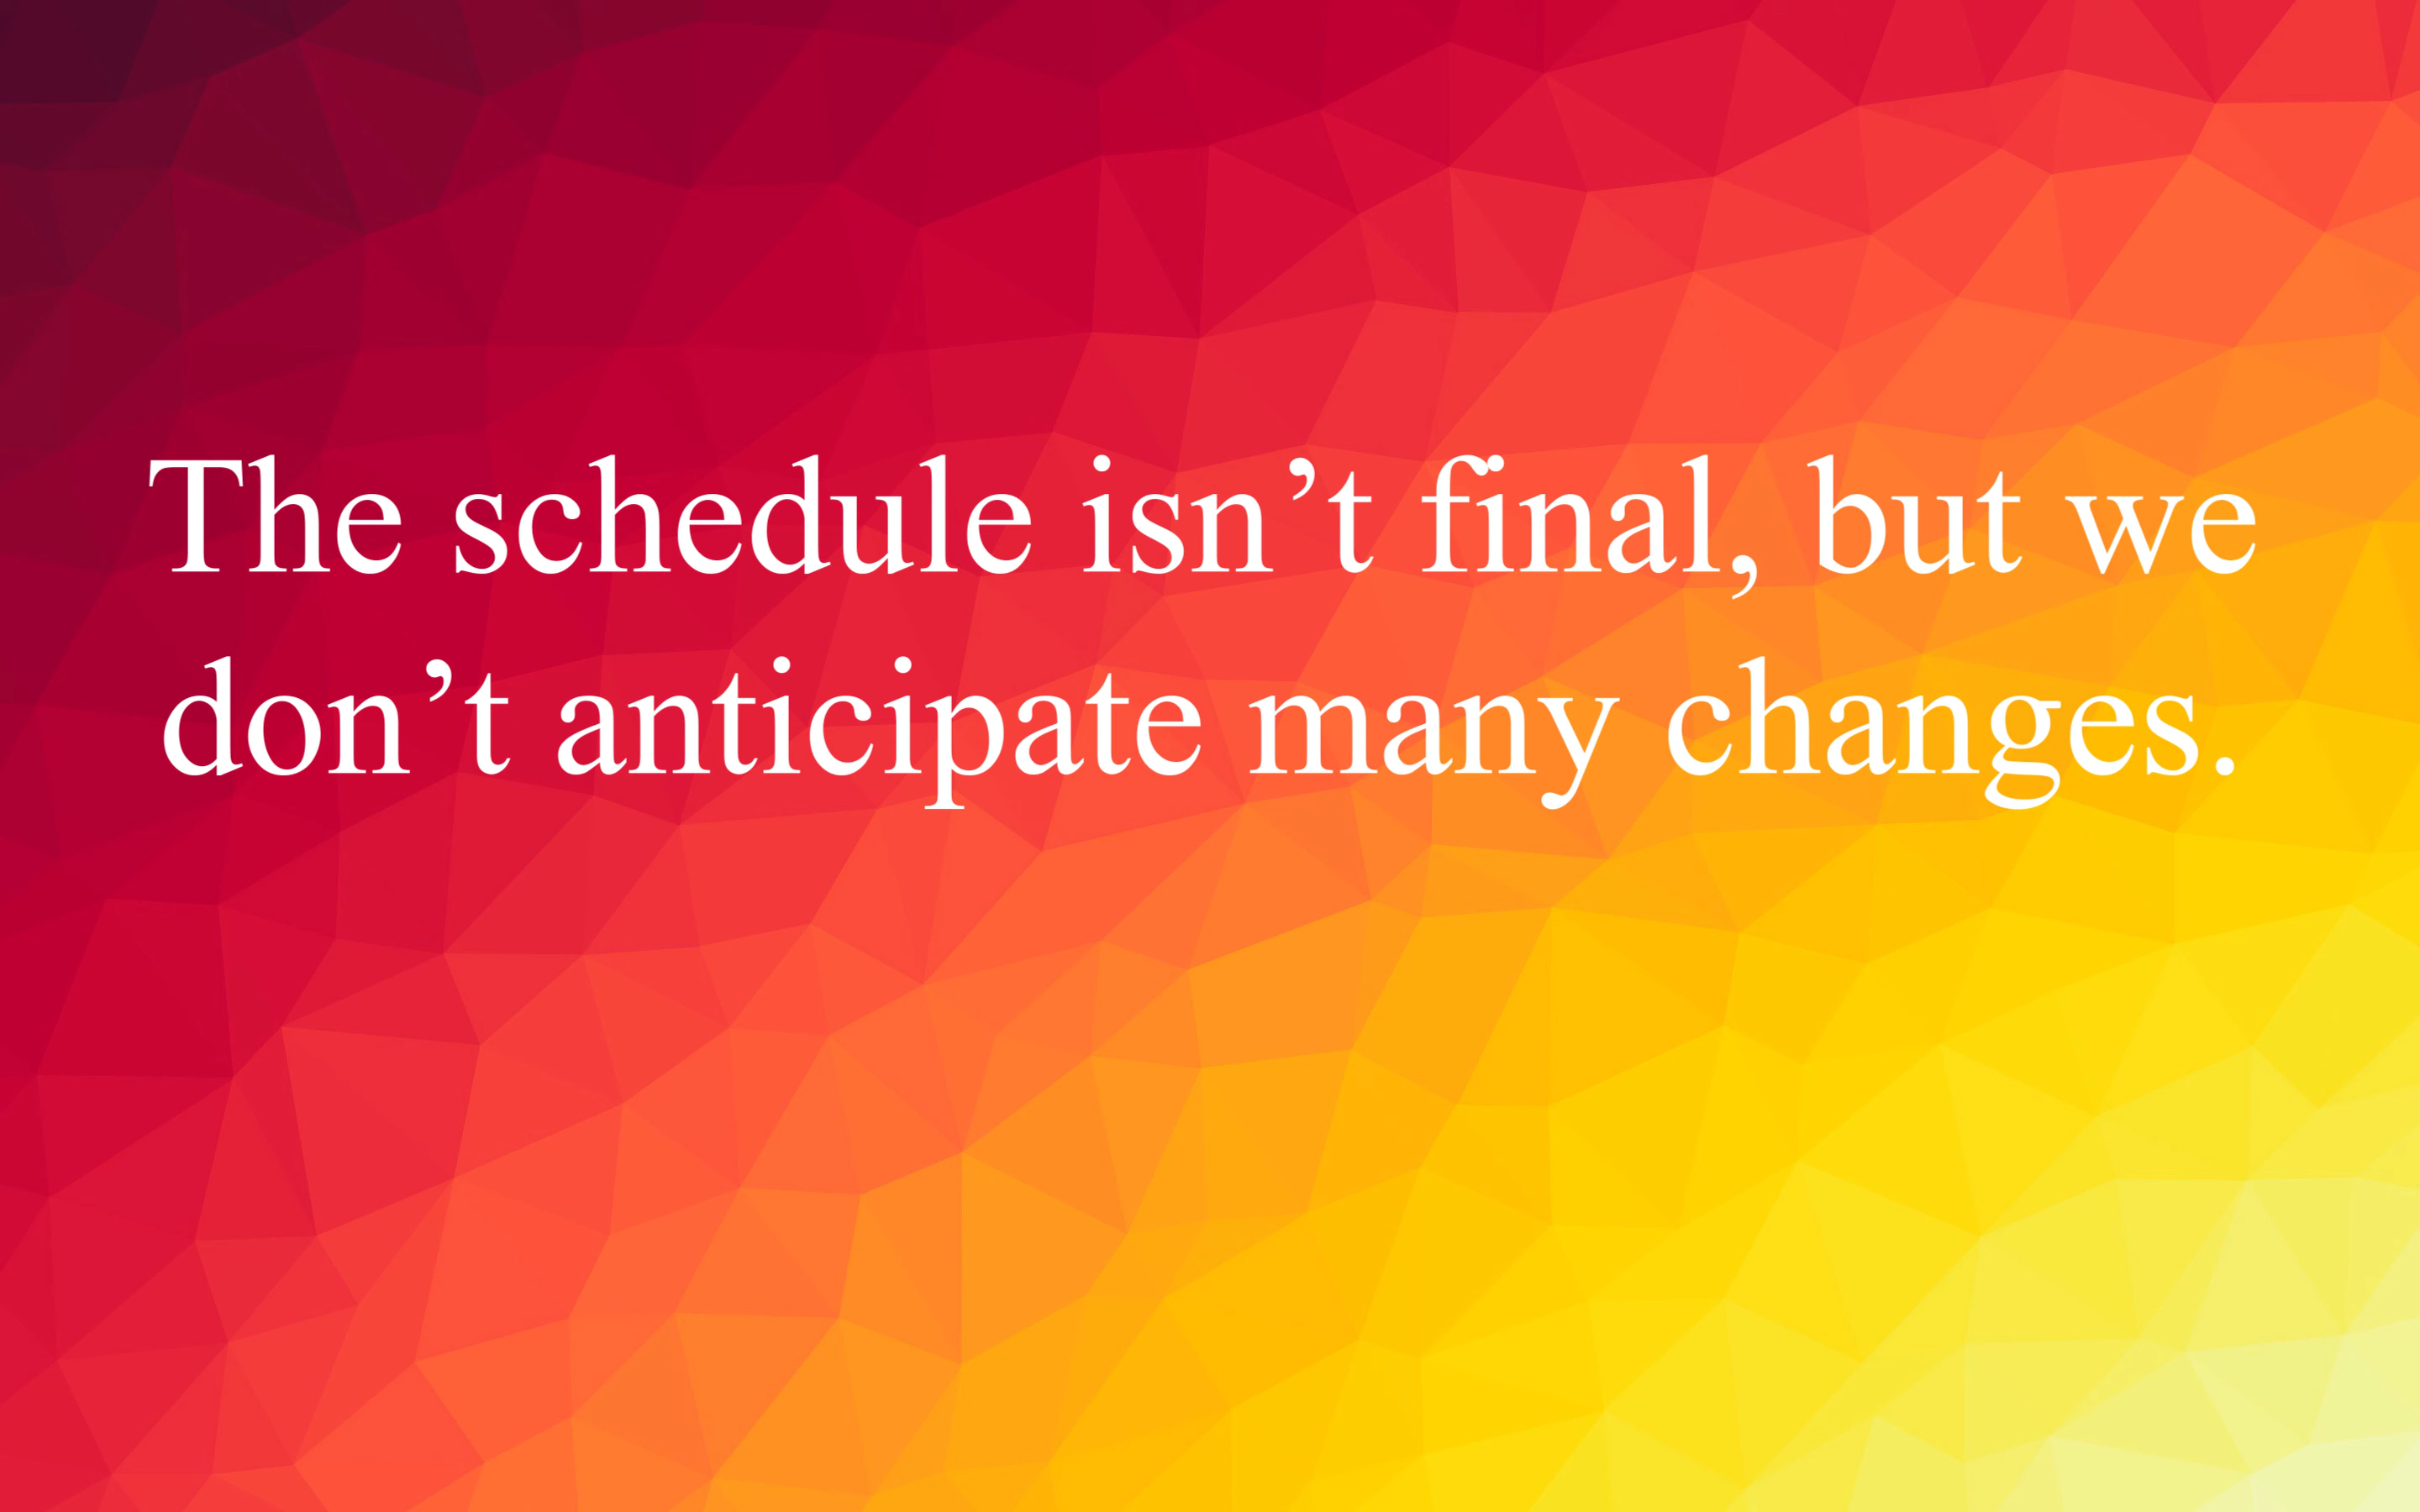 The schedule isn’t final, but we
don’t anticipate many changes.